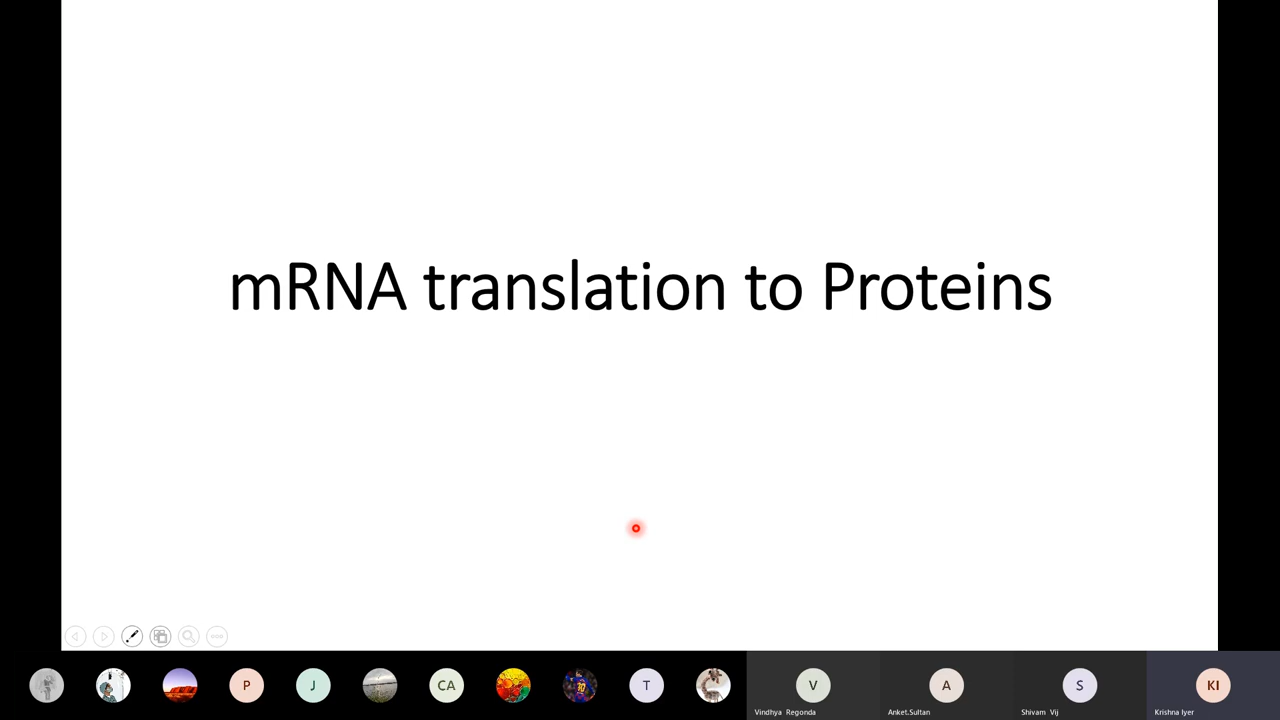 mRNA translation to Proteins
P
J
CA
T
V
A
S
KI
Vindhya Regonda
Anket.Sultan
Shivam Vij
Krishna Iyer